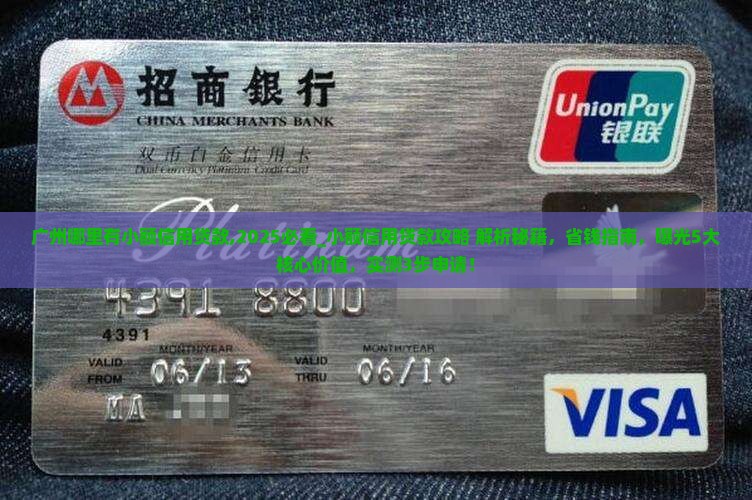 招商銀行
CHINA MERCHANTS BANK
UnionPay
银联
双币白金信用卡
Dual Currency Platinum Credit Card
Platinum
广州哪里有小额信用贷款,2025必看_小额信用贷款攻略 解析秘籍，省钱指南，曝光5大
核心价值，实测3步申请！
4391 8800
4391
MONTH/YEAR MONTH/YEAR
VALID FROM 06/13 VALID THRU 06/16
MA
VISA